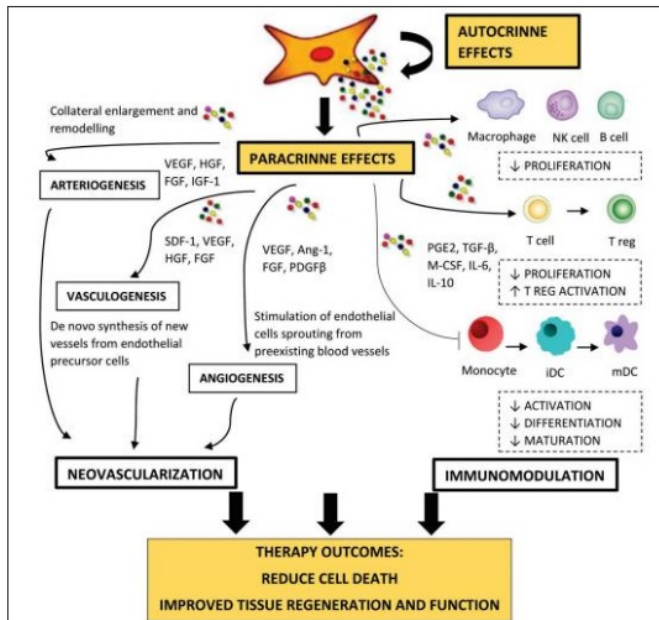 AUTOCRINNE
EFFECTS
Collateral enlargement and
remodelling
Macrophage NK cell B cell
PARACRINNE EFFECTS
↓ PROLIFERATION
ARTERIOGENESIS
VEGF, HGF,
FGF, IGF-1
T cell T reg
SDF-1, VEGF,
HGF, FGF
VEGF, Ang-1,
FGF, PDGFβ
PGE2, TGF-β,
M-CSF, IL-6,
IL-10
↓ PROLIFERATION
↑ T REG ACTIVATION
VASCULOGENESIS
De novo synthesis of new
vessels from endothelial
precursor cells
Stimulation of endothelial
cells sprouting from
preexisting blood vessels
Monocyte iDC mDC
ANGIOGENESIS
↓ ACTIVATION
↓ DIFFERENTIATION
↓ MATURATION
NEOVASCULARIZATION
IMMUNOMODULATION
THERAPY OUTCOMES:
REDUCE CELL DEATH
IMPROVED TISSUE REGENERATION AND FUNCTION